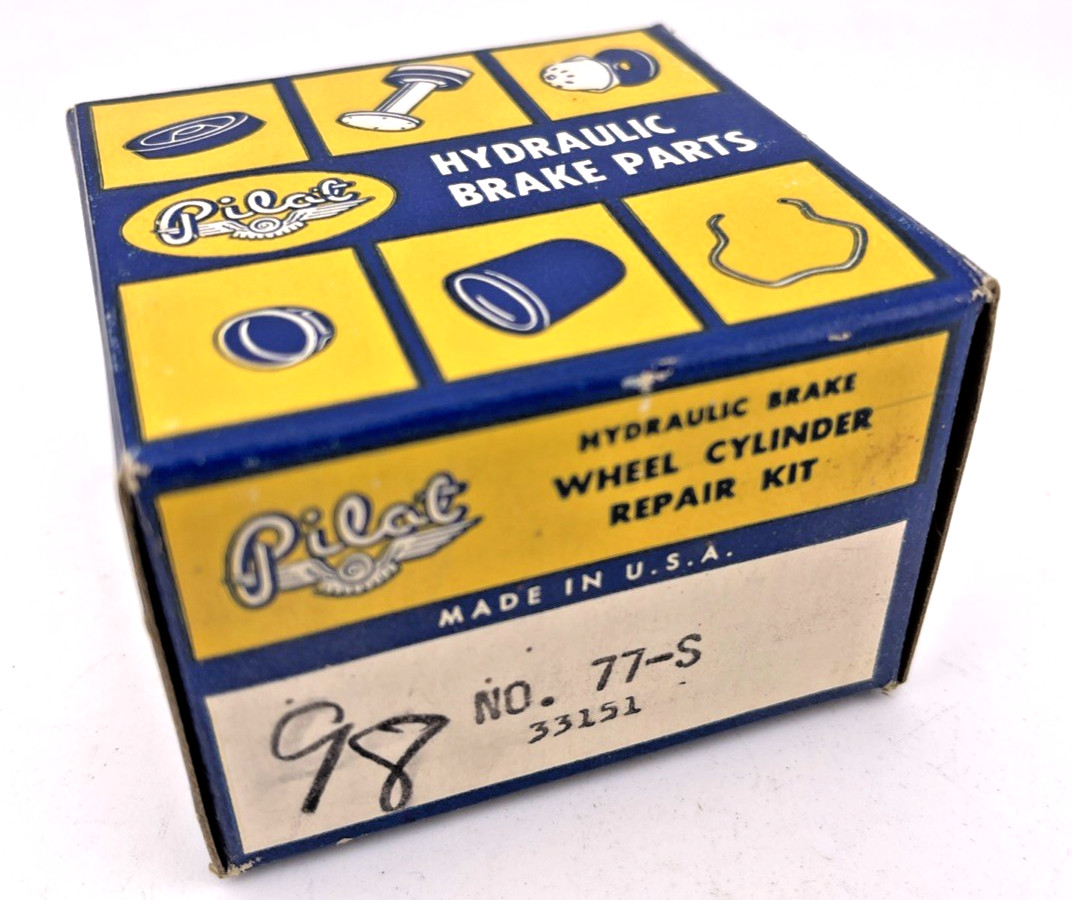 HYDRAULIC
BRAKE PARTS
Pilot
HYDRAULIC BRAKE
WHEEL CYLINDER
REPAIR KIT
Pilot
MADE IN U.S.A.
NO. 77-S
33151
98